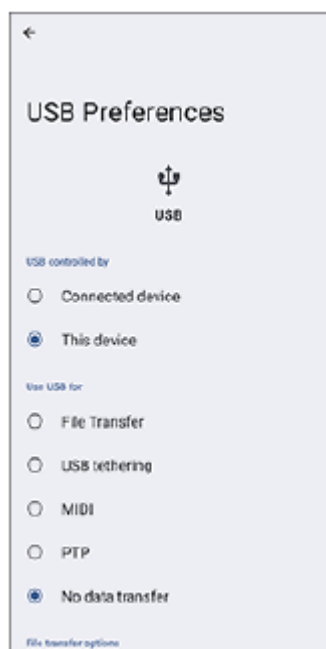 USB Preferences
USB
USB controlled by
Connected device
This device
Use USB for
File Transfer
USB tethering
MIDI
PTP
No data transfer
File transfer options